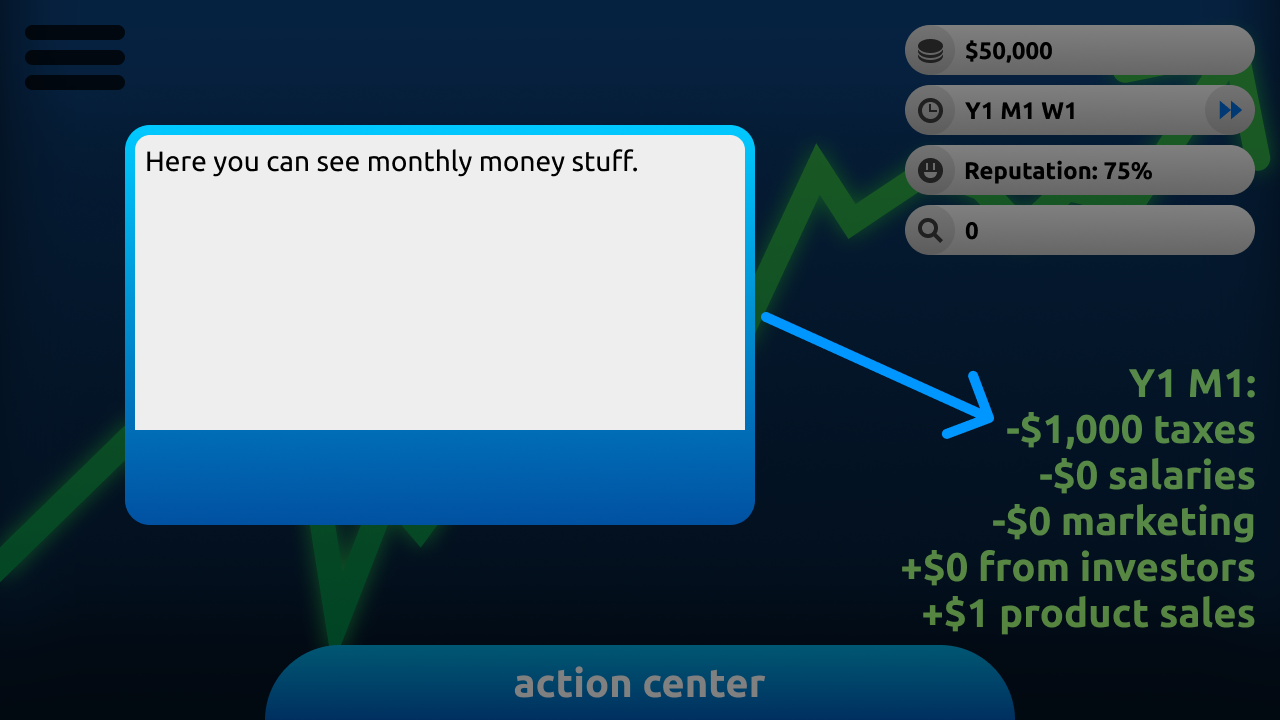 $50,000
Y1 M1 W1
Reputation: 75%
0
Here you can see monthly money stuff.
Y1 M1:
-$1,000 taxes
-$0 salaries
-$0 marketing
+$0 from investors
+$1 product sales
action center